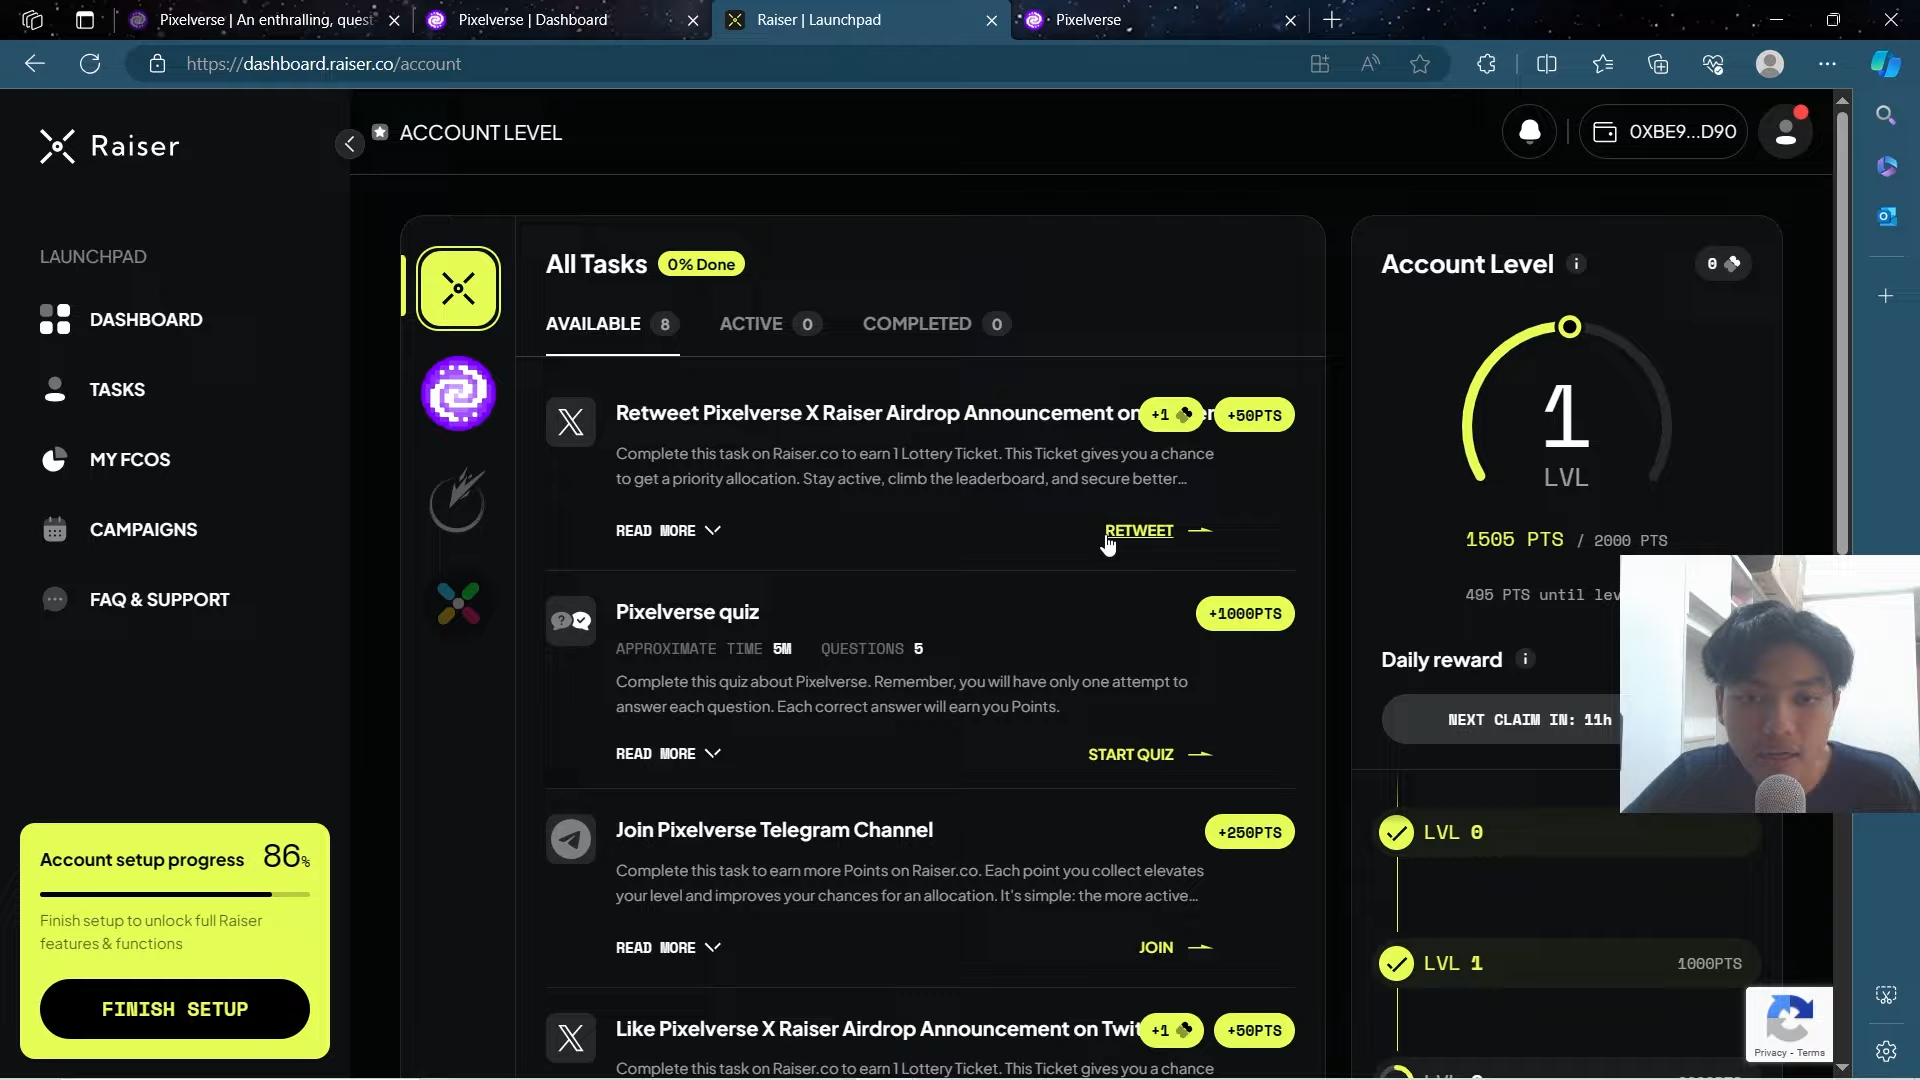 Pixelverse | An enthralling, quest
Pixelverse | Dashboard
Raiser | Launchpad
Pixelverse
https://dashboard.raiser.co/account
Raiser
ACCOUNT LEVEL
0XBE9...D90
LAUNCHPAD
DASHBOARD
TASKS
MY FCOS
CAMPAIGNS
FAQ & SUPPORT
Account setup progress 86%
Finish setup to unlock full Raiser
features & functions
FINISH SETUP
All Tasks 0% Done
AVAILABLE 8 ACTIVE 0 COMPLETED 0
Retweet Pixelverse X Raiser Airdrop Announcement on +1 +50PTS
Complete this task on Raiser.co to earn 1 Lottery Ticket. This Ticket gives you a chance
to get a priority allocation. Stay active, climb the leaderboard, and secure better...
READ MORE RETWEET
Pixelverse quiz +1000PTS
APPROXIMATE TIME 5M QUESTIONS 5
Complete this quiz about Pixelverse. Remember, you will have only one attempt to
answer each question. Each correct answer will earn you Points.
READ MORE START QUIZ
Join Pixelverse Telegram Channel +250PTS
Complete this task to earn more Points on Raiser.co. Each point you collect elevates
your level and improves your chances for an allocation. It's simple: the more active...
READ MORE JOIN
Like Pixelverse X Raiser Airdrop Announcement on Twit +1 +50PTS
Complete this task on Raiser.co to earn 1 Lottery Ticket. This Ticket gives you a chance
Account Level i 0
1
LVL
1505 PTS / 2000 PTS
495 PTS until lev
Daily reward i
NEXT CLAIM IN: 11h
LVL 0
LVL 1 1000PTS
Privacy - Terms